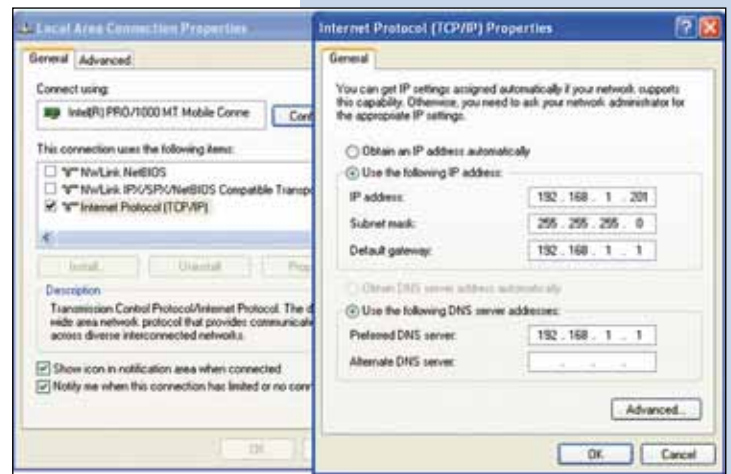 Local Area Connection Properties
General Advanced
Connect using:
Intel(R) PRO/1000 MT Mobile Conne
Conf
This connection uses the following items:
NWLink NetBIOS
NWLink IPX/SPX/NetBIOS Compatible Transpo
Internet Protocol (TCP/IP)
Install...
Uninstall
Prop
Description
Transmission Control Protocol/Internet Protocol. The d
wide area network protocol that provides communicat
across diverse interconnected networks.
Show icon in notification area when connected
Notify me when this connection has limited or no conn
OK
Internet Protocol (TCP/IP) Properties
General
You can get IP settings assigned automatically if your network supports
this capability. Otherwise, you need to ask your network administrator for
the appropriate IP settings.
Obtain an IP address automatically
Use the following IP address:
IP address: 192 . 168 . 1 . 201
Subnet mask: 255 . 255 . 255 . 0
Default gateway: 192 . 168 . 1 . 1
Obtain DNS server address automatically
Use the following DNS server addresses:
Preferred DNS server: 192 . 168 . 1 . 1
Alternate DNS server: . . .
Advanced...
OK Cancel